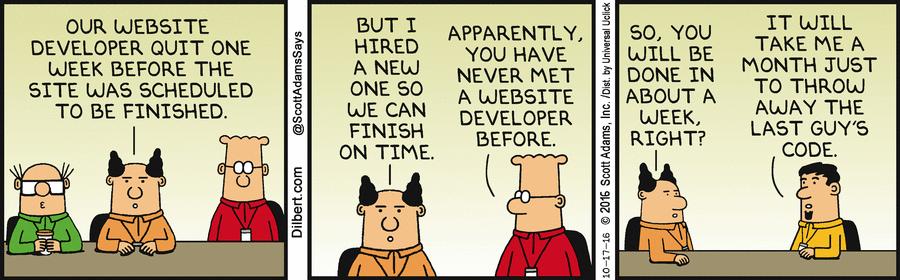 OUR WEBSITE
DEVELOPER QUIT ONE
WEEK BEFORE THE
SITE WAS SCHEDULED
TO BE FINISHED.
Dilbert.com @ScottAdamsSays
BUT I
HIRED
A NEW
ONE SO
WE CAN
FINISH
ON TIME.
APPARENTLY,
YOU HAVE
NEVER MET
A WEBSITE
DEVELOPER
BEFORE.
10-17-16 © 2016 Scott Adams, Inc. /Dist. by Universal Uclick
SO, YOU
WILL BE
DONE IN
ABOUT A
WEEK,
RIGHT?
IT WILL
TAKE ME A
MONTH JUST
TO THROW
AWAY THE
LAST GUY'S
CODE.